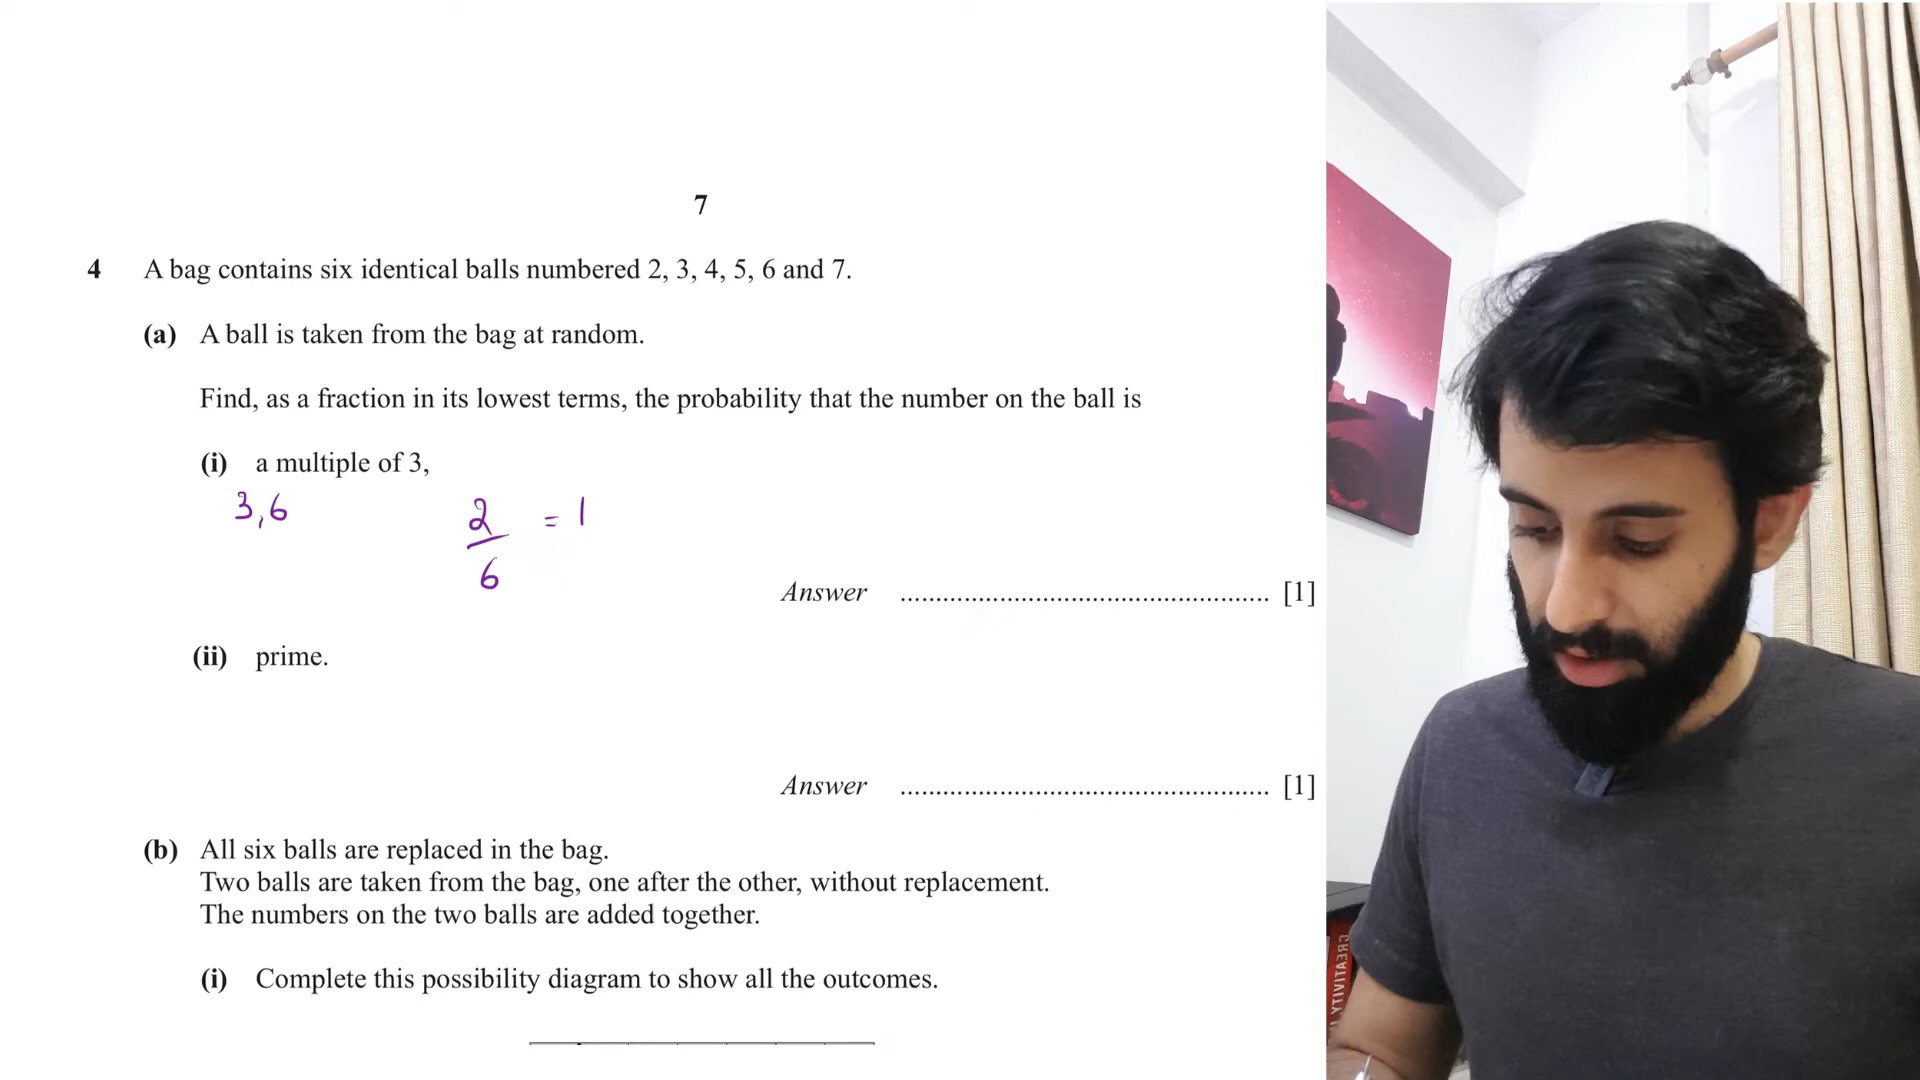 7
4 A bag contains six identical balls numbered 2, 3, 4, 5, 6 and 7.
(a) A ball is taken from the bag at random.
Find, as a fraction in its lowest terms, the probability that the number on the ball is
(i) a multiple of 3,
3,6 2/6 = 1
Answer .................................................... [1]
(ii) prime.
Answer .................................................... [1]
(b) All six balls are replaced in the bag.
Two balls are taken from the bag, one after the other, without replacement.
The numbers on the two balls are added together.
(i) Complete this possibility diagram to show all the outcomes.
CREATIVITY